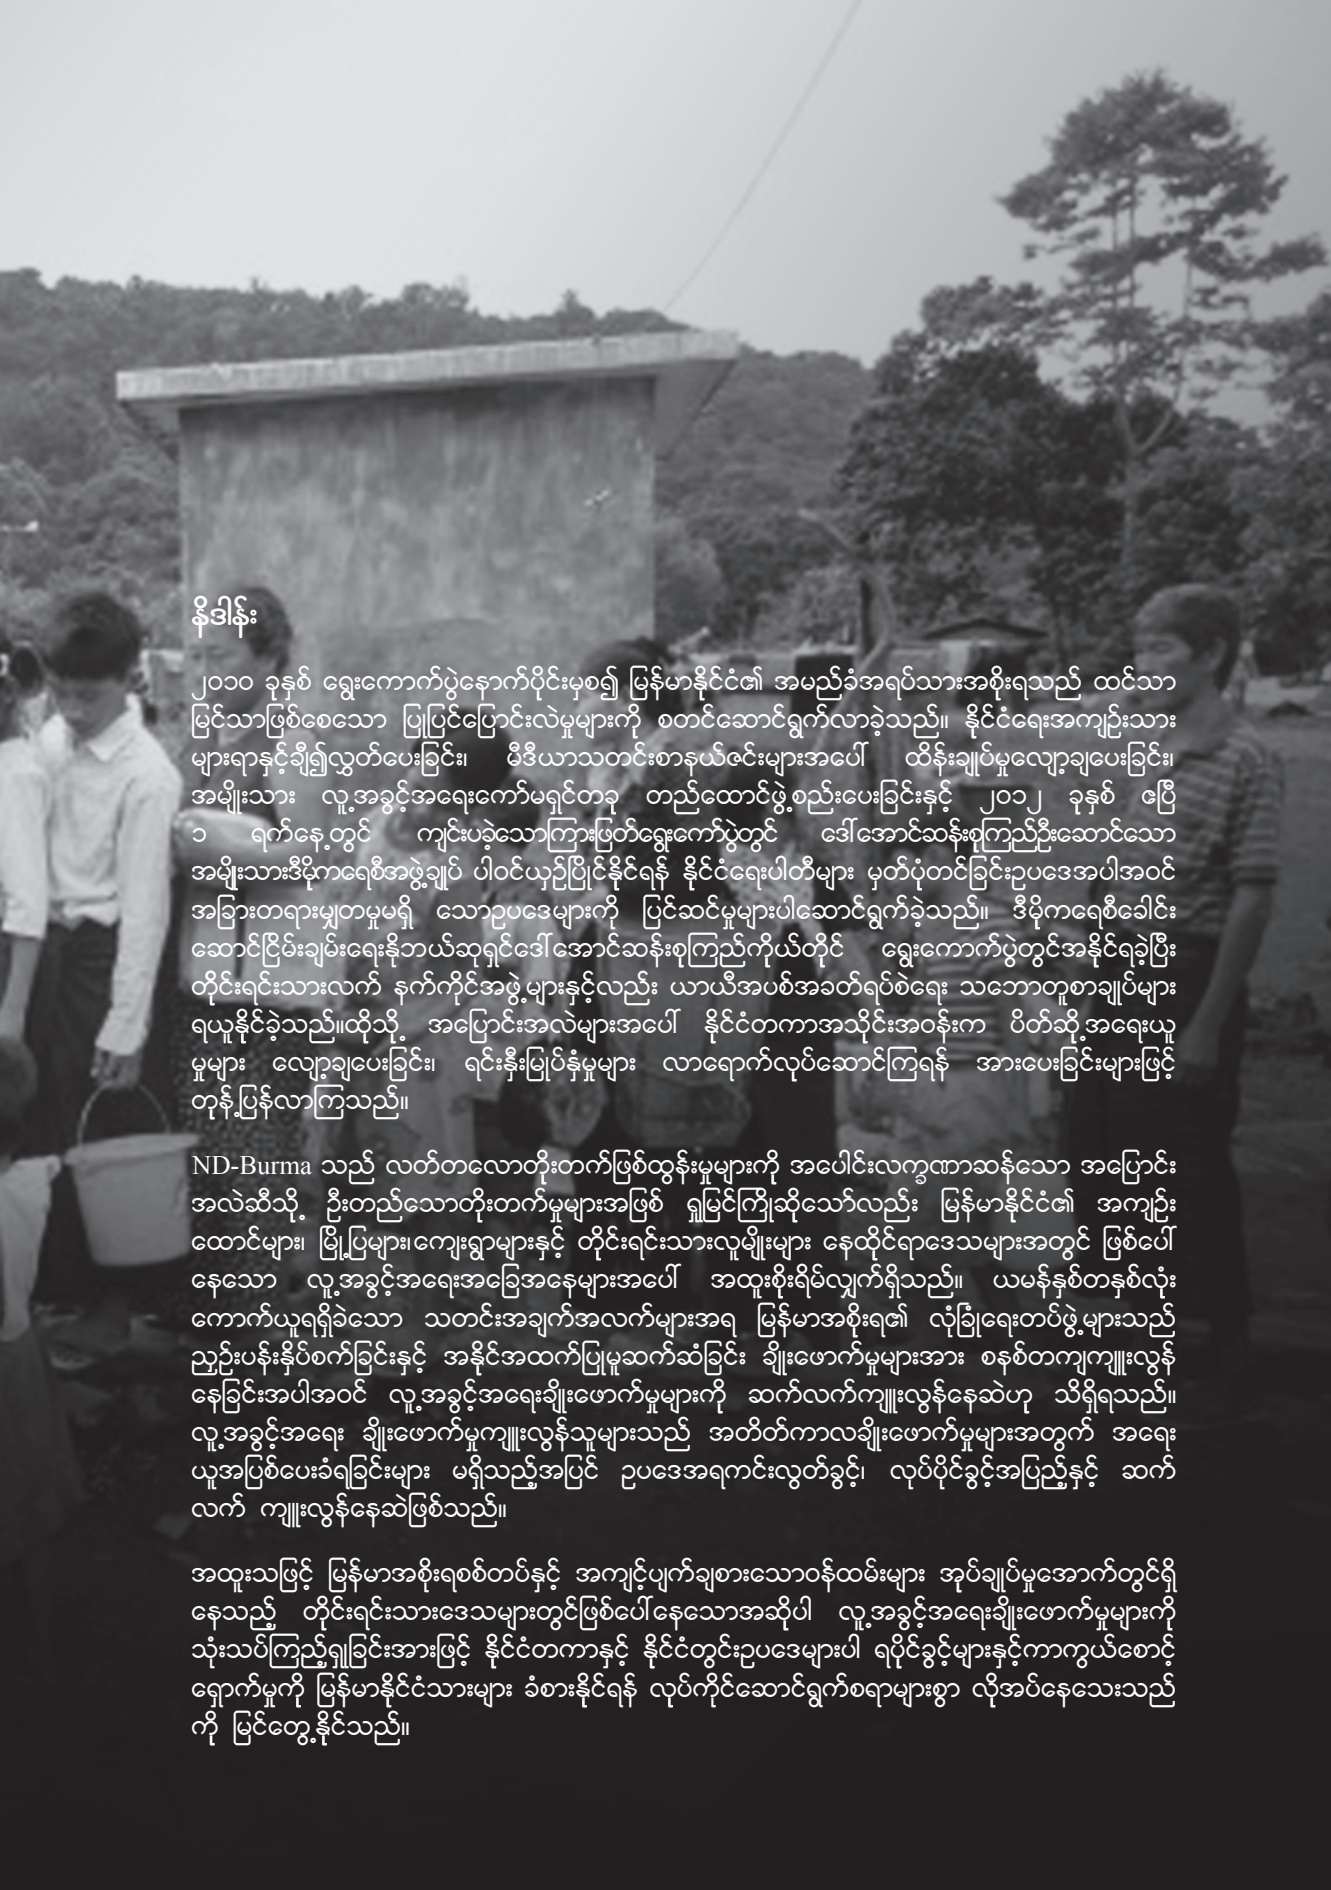 နိဒါန်း
၂၀၁၀ ခုနှစ် ရွေးကောက်ပွဲနောက်ပိုင်းမှစ၍ မြန်မာနိုင်ငံ၏ အမည်ခံအရပ်သားအစိုးရသည် ထင်သာ
မြင်သာဖြစ်စေသော ပြုပြင်ပြောင်းလဲမှုများကို စတင်ဆောင်ရွက်လာခဲ့သည်။ နိုင်ငံရေးအကျဉ်းသား
များရာနှင့်ချီ၍လွှတ်ပေးခြင်း၊ မီဒီယာသတင်းစာနယ်ဇင်းများအပေါ် ထိန်းချုပ်မှုလျော့ချပေးခြင်း၊
အမျိုးသား လူ့အခွင့်အရေးကော်မရှင်တခု တည်ထောင်ဖွဲ့စည်းပေးခြင်းနှင့် ၂၀၁၂ ခုနှစ် ဧပြီ
၁ ရက်နေ့တွင် ကျင်းပခဲ့သောကြားဖြတ်ရွေးကော်ပွဲတွင် ဒေါ်အောင်ဆန်းစုကြည်ဦးဆောင်သော
အမျိုးသားဒီမိုကရေစီအဖွဲ့ချုပ် ပါဝင်ယှဉ်ပြိုင်နိုင်ရန် နိုင်ငံရေးပါတီများ မှတ်ပုံတင်ခြင်းဥပဒေအပါအဝင်
အခြားတရားမျှတမှုမရှိ သောဥပဒေများကို ပြင်ဆင်မှုများပါဆောင်ရွက်ခဲ့သည်။ ဒီမိုကရေစီခေါင်း
ဆောင်ငြိမ်းချမ်းရေးနိုဘယ်ဆုရှင်ဒေါ်အောင်ဆန်းစုကြည်ကိုယ်တိုင် ရွေးကောက်ပွဲတွင်အနိုင်ရခဲ့ပြီး
တိုင်းရင်းသားလက် နက်ကိုင်အဖွဲ့များနှင့်လည်း ယာယီအပစ်အခတ်ရပ်စဲရေး သဘောတူစာချုပ်များ
ရယူနိုင်ခဲ့သည်။ထိုသို့ အပြောင်းအလဲများအပေါ် နိုင်ငံတကာအသိုင်းအဝန်းက ပိတ်ဆို့အရေးယူ
မှုများ လျော့ချပေးခြင်း၊ ရင်းနှီးမြုပ်နှံမှုများ လာရောက်လုပ်ဆောင်ကြရန် အားပေးခြင်းများဖြင့်
တုန့်ပြန်လာကြသည်။
ND-Burma သည် လတ်တလောတိုးတက်ဖြစ်ထွန်းမှုများကို အပေါင်းလက္ခဏာဆန်သော အပြောင်း
အလဲဆီသို့ ဦးတည်သောတိုးတက်မှုများအဖြစ် ရှုမြင်ကြိုဆိုသော်လည်း မြန်မာနိုင်ငံ၏ အကျဉ်း
ထောင်များ၊ မြို့ပြများ၊ကျေးရွာများနှင့် တိုင်းရင်းသားလူမျိုးများ နေထိုင်ရာဒေသများအတွင် ဖြစ်ပေါ်
နေသော လူ့အခွင့်အရေးအခြေအနေများအပေါ် အထူးစိုးရိမ်လျှက်ရှိသည်။ ယမန်နှစ်တနှစ်လုံး
ကောက်ယူရရှိခဲသော သတင်းအချက်အလက်များအရ မြန်မာအစိုးရ၏ လုံခြုံရေးတပ်ဖွဲ့များသည်
ညှဉ်းပန်းနှိပ်စက်ခြင်းနှင့် အနိုင်အထက်ပြုမူဆက်ဆံခြင်း ချိုးဖောက်မှုများအား စနစ်တကျကျူးလွန်
နေခြင်းအပါအဝင် လူ့အခွင့်အရေးချိုးဖောက်မှုများကို ဆက်လက်ကျူးလွန်နေဆဲဟု သိရှိရသည်။
လူ့အခွင့်အရေး ချိုးဖောက်မှုကျူးလွန်သူများသည် အတိတ်ကာလချိုးဖောက်မှုများအတွက် အရေး
ယူအပြစ်ပေးခံရခြင်းများ မရှိသည့်အပြင် ဥပဒေအရကင်းလွတ်ခွင့်၊ လုပ်ပိုင်ခွင့်အပြည့်နှင့် ဆက်
လက် ကျူးလွန်နေဆဲဖြစ်သည်။
အထူးသဖြင့် မြန်မာအစိုးရစစ်တပ်နှင့် အကျင့်ပျက်ချစားသောဝန်ထမ်းများ အုပ်ချုပ်မှုအောက်တွင်ရှိ
နေသည့် တိုင်းရင်းသားဒေသများတွင်ဖြစ်ပေါ်နေသောအဆိုပါ လူ့အခွင့်အရေးချိုးဖောက်မှုများကို
သုံးသပ်ကြည့်ရှုခြင်းအားဖြင့် နိုင်ငံတကာနှင့် နိုင်ငံတွင်းဥပဒေများပါ ရပိုင်ခွင့်များနှင့်ကာကွယ်စောင့်
ရှောက်မှုကို မြန်မာနိုင်ငံသားများ ခံစားနိုင်ရန် လုပ်ကိုင်ဆောင်ရွက်စရာများစွာ လိုအပ်နေသေးသည်
ကို မြင်တွေ့နိုင်သည်။